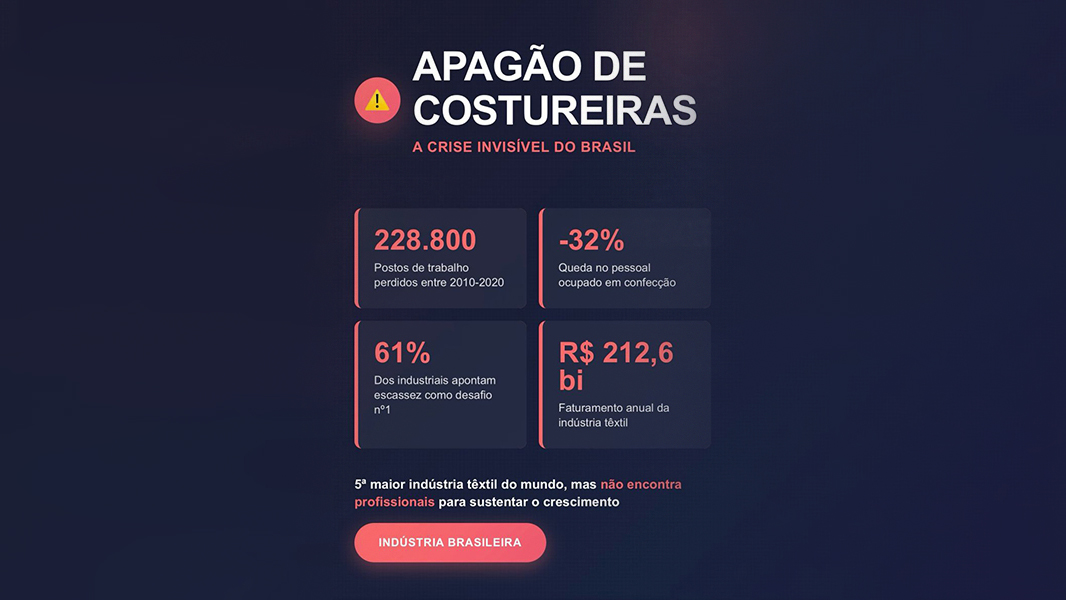 APAGÃO DE
COSTUREIRAS
A CRISE INVISÍVEL DO BRASIL
228.800
Postos de trabalho
perdidos entre 2010-2020
-32%
Queda no pessoal
ocupado em confecção
61%
Dos industriais apontam
escassez como desafio
nº1
R$ 212,6
bi
Faturamento anual da
indústria têxtil
5ª maior indústria têxtil do mundo, mas não encontra
profissionais para sustentar o crescimento
INDÚSTRIA BRASILEIRA